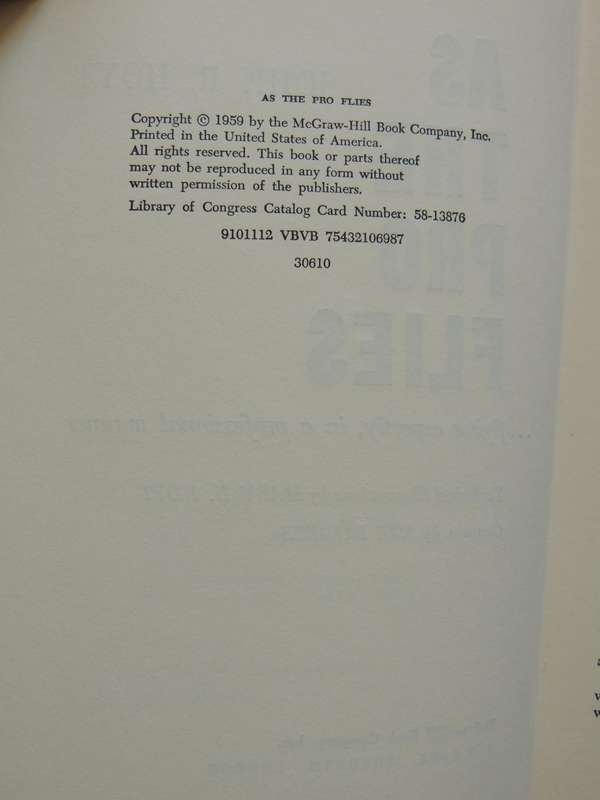 AS THE PRO FLIES
Copyright © 1959 by the McGraw-Hill Book Company, Inc.
Printed in the United States of America.
All rights reserved. This book or parts thereof
may not be reproduced in any form without
written permission of the publishers.
Library of Congress Catalog Card Number: 58-13876
9101112 VBVB 75432106987
30610